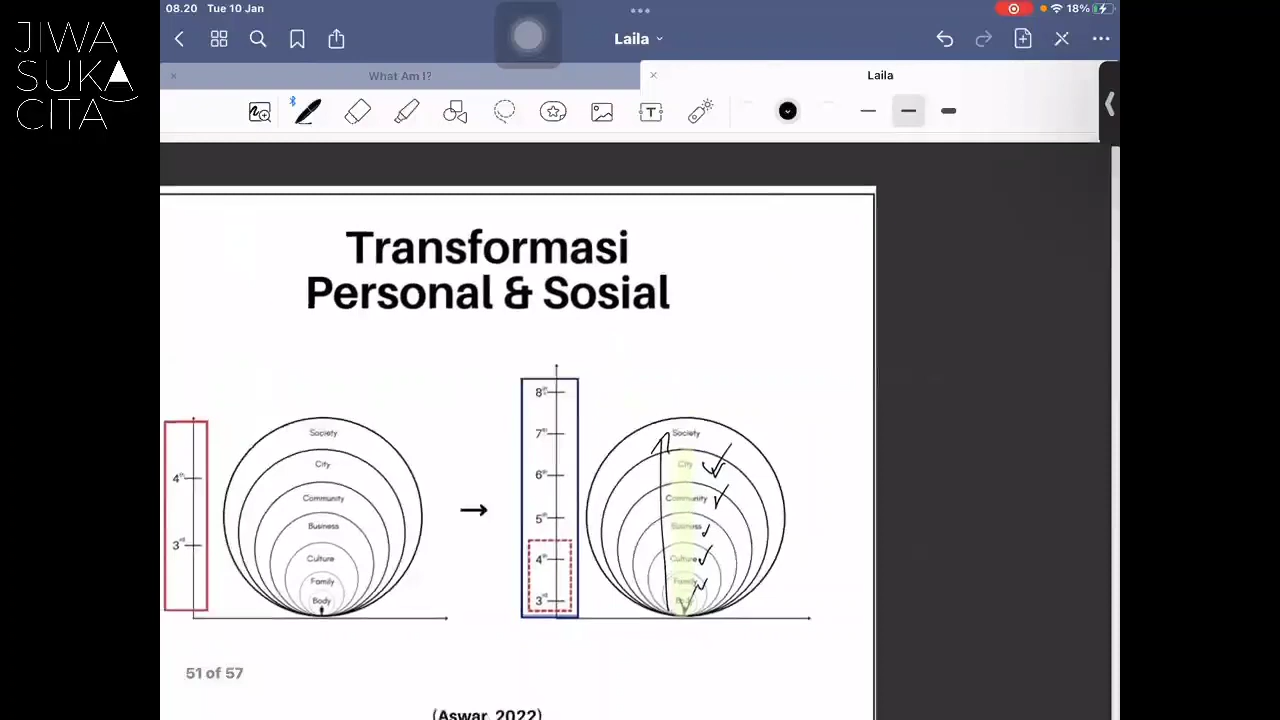 JIWA
SUKA
CITA
08.20 Tue 10 Jan
18%
Laila
What Am I?
Laila
Transformasi
Personal & Sosial
4th
3rd
Society
City
Community
Business
Culture
Family
Body
8th
7th
6th
5th
4th
3rd
Society
City
Community
Business
Culture
Family
Body
51 of 57
(Aswar, 2022)